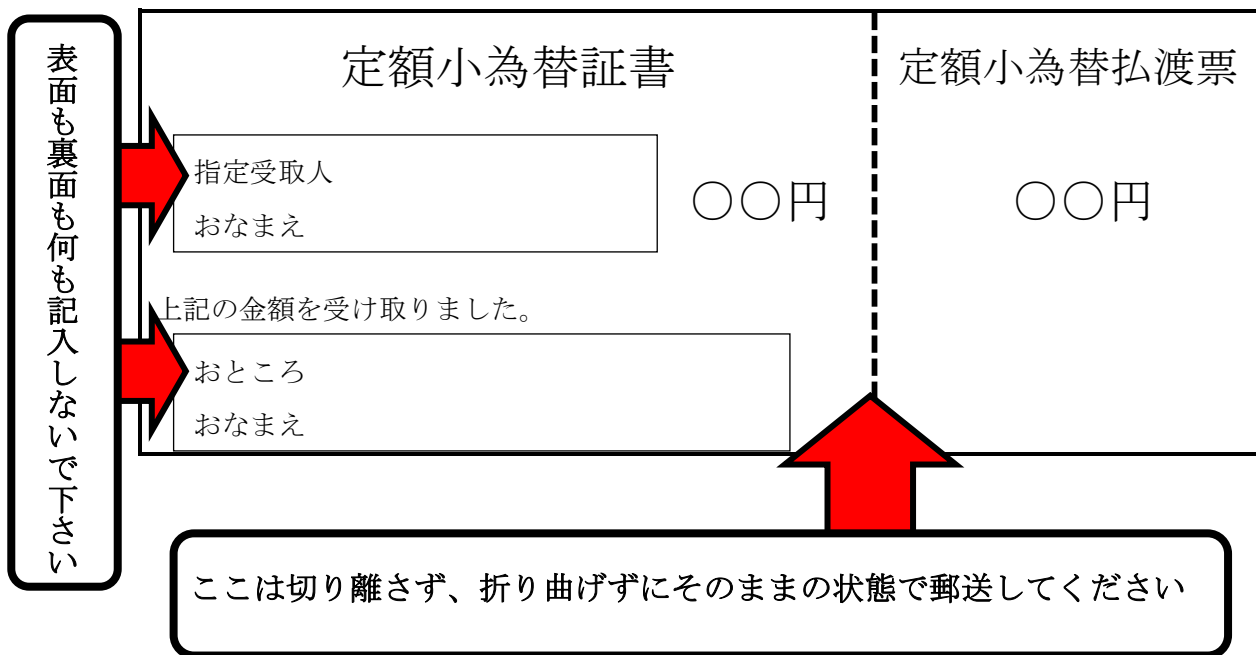 表面も裏面も何も記入しないで下さい
定額小為替証書
定額小為替払渡票
指定受取人
おなまえ
〇〇円
〇〇円
上記の金額を受け取りました。
おところ
おなまえ
ここは切り離さず、折り曲げずにそのままの状態で郵送してください